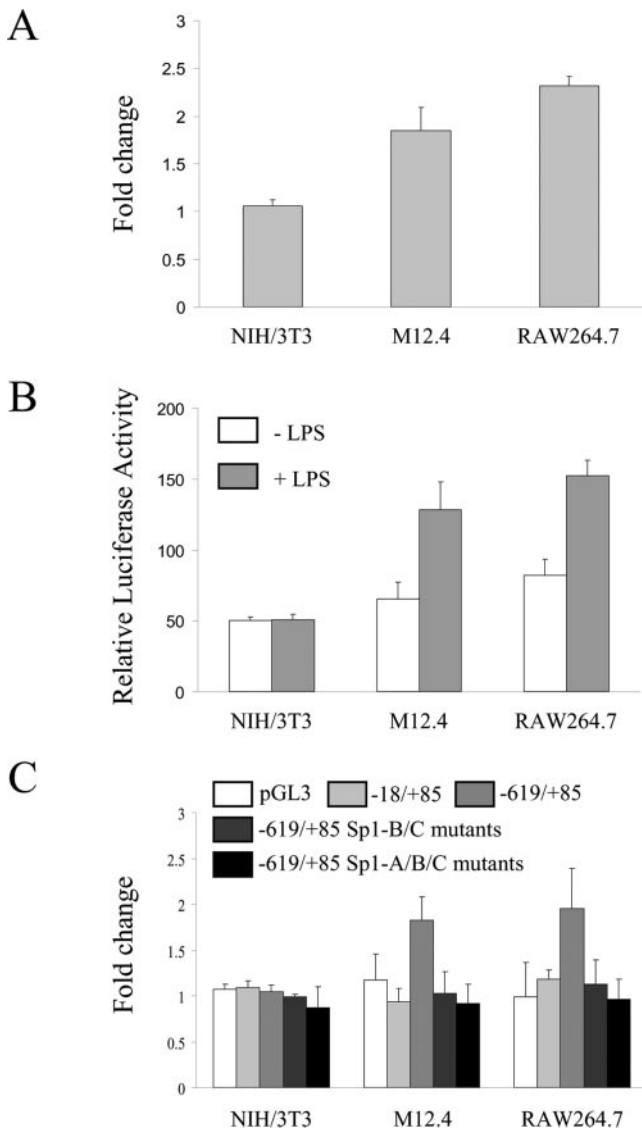 A
Fold change
3
2.5
2
1.5
1
0.5
0
NIH/3T3 M12.4 RAW264.7
B
Relative Luciferase Activity
200
150
100
50
0
- LPS
+ LPS
NIH/3T3 M12.4 RAW264.7
C
pGL3 -18/+85 -619/+85
-619/+85 Sp1-B/C mutants
-619/+85 Sp1-A/B/C mutants
Fold change
3
2.5
2
1.5
1
0.5
0
NIH/3T3 M12.4 RAW264.7